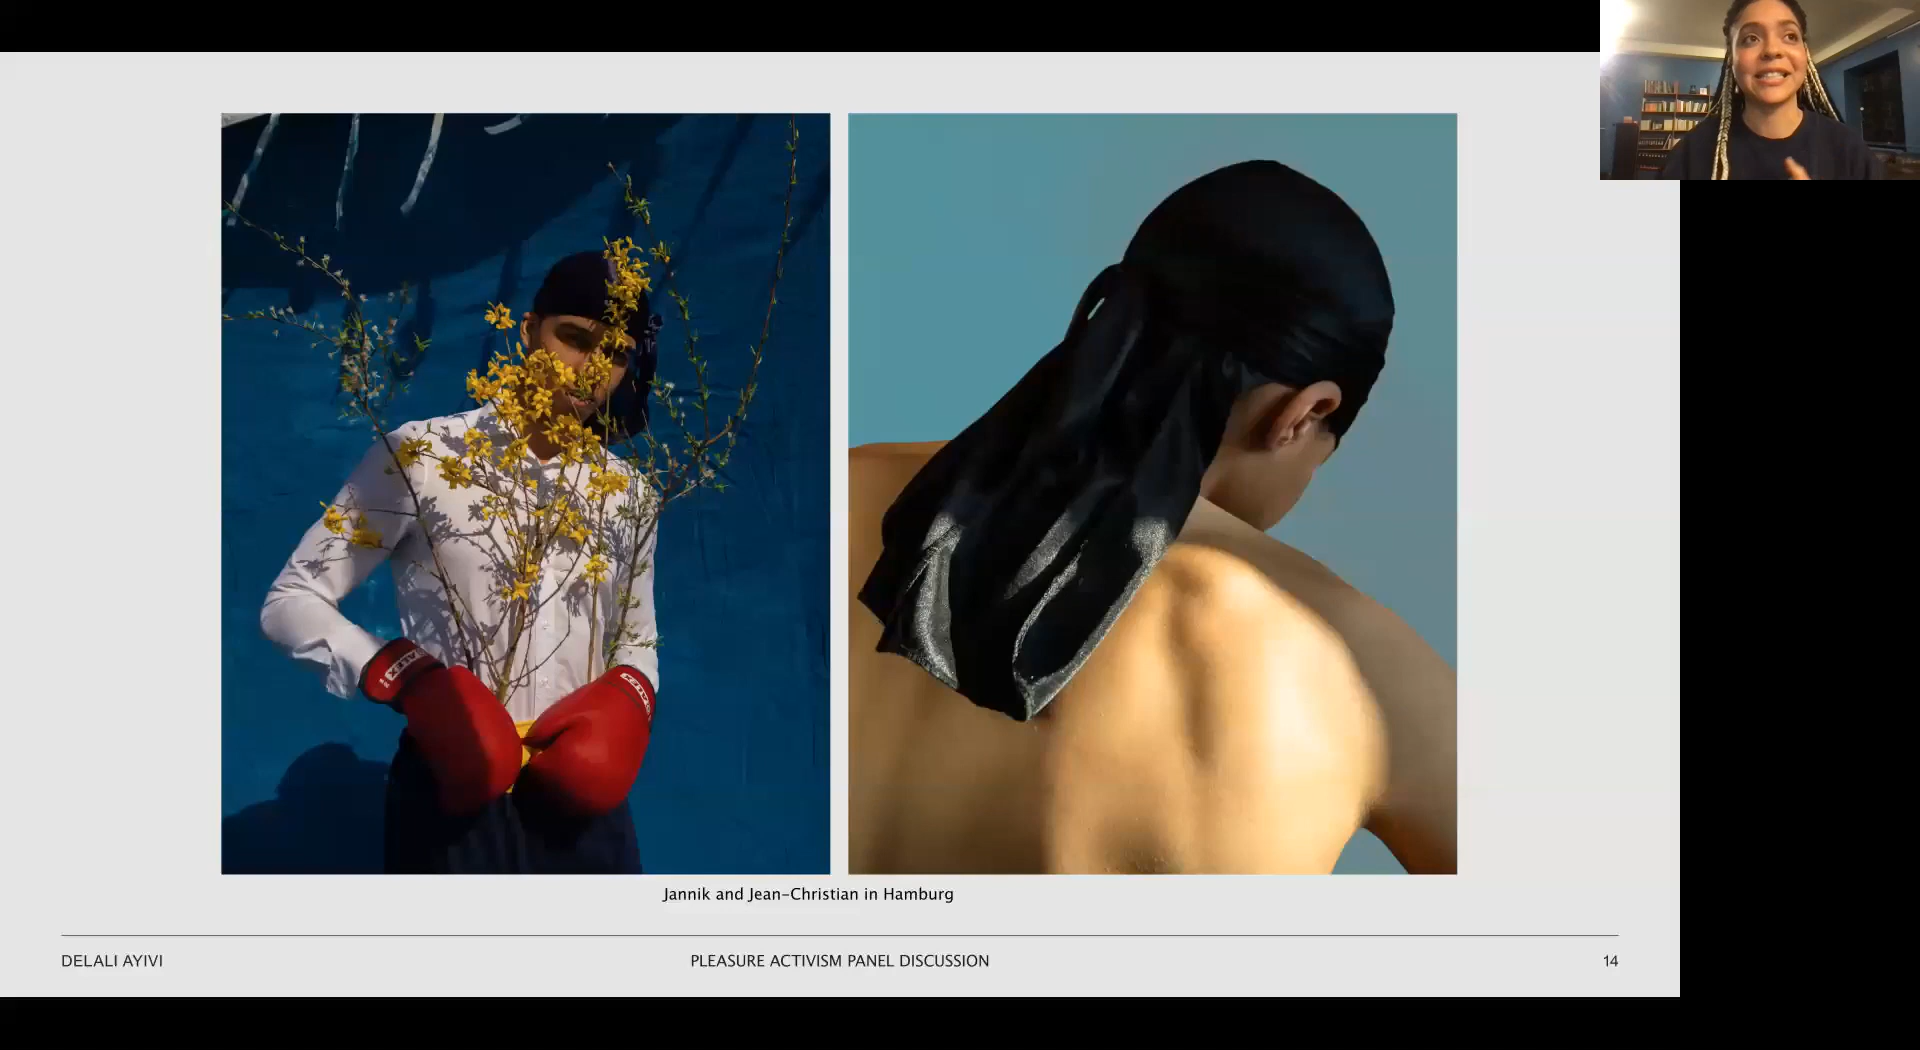 Jannik and Jean-Christian in Hamburg
DELALI AYIVI
PLEASURE ACTIVISM PANEL DISCUSSION
14